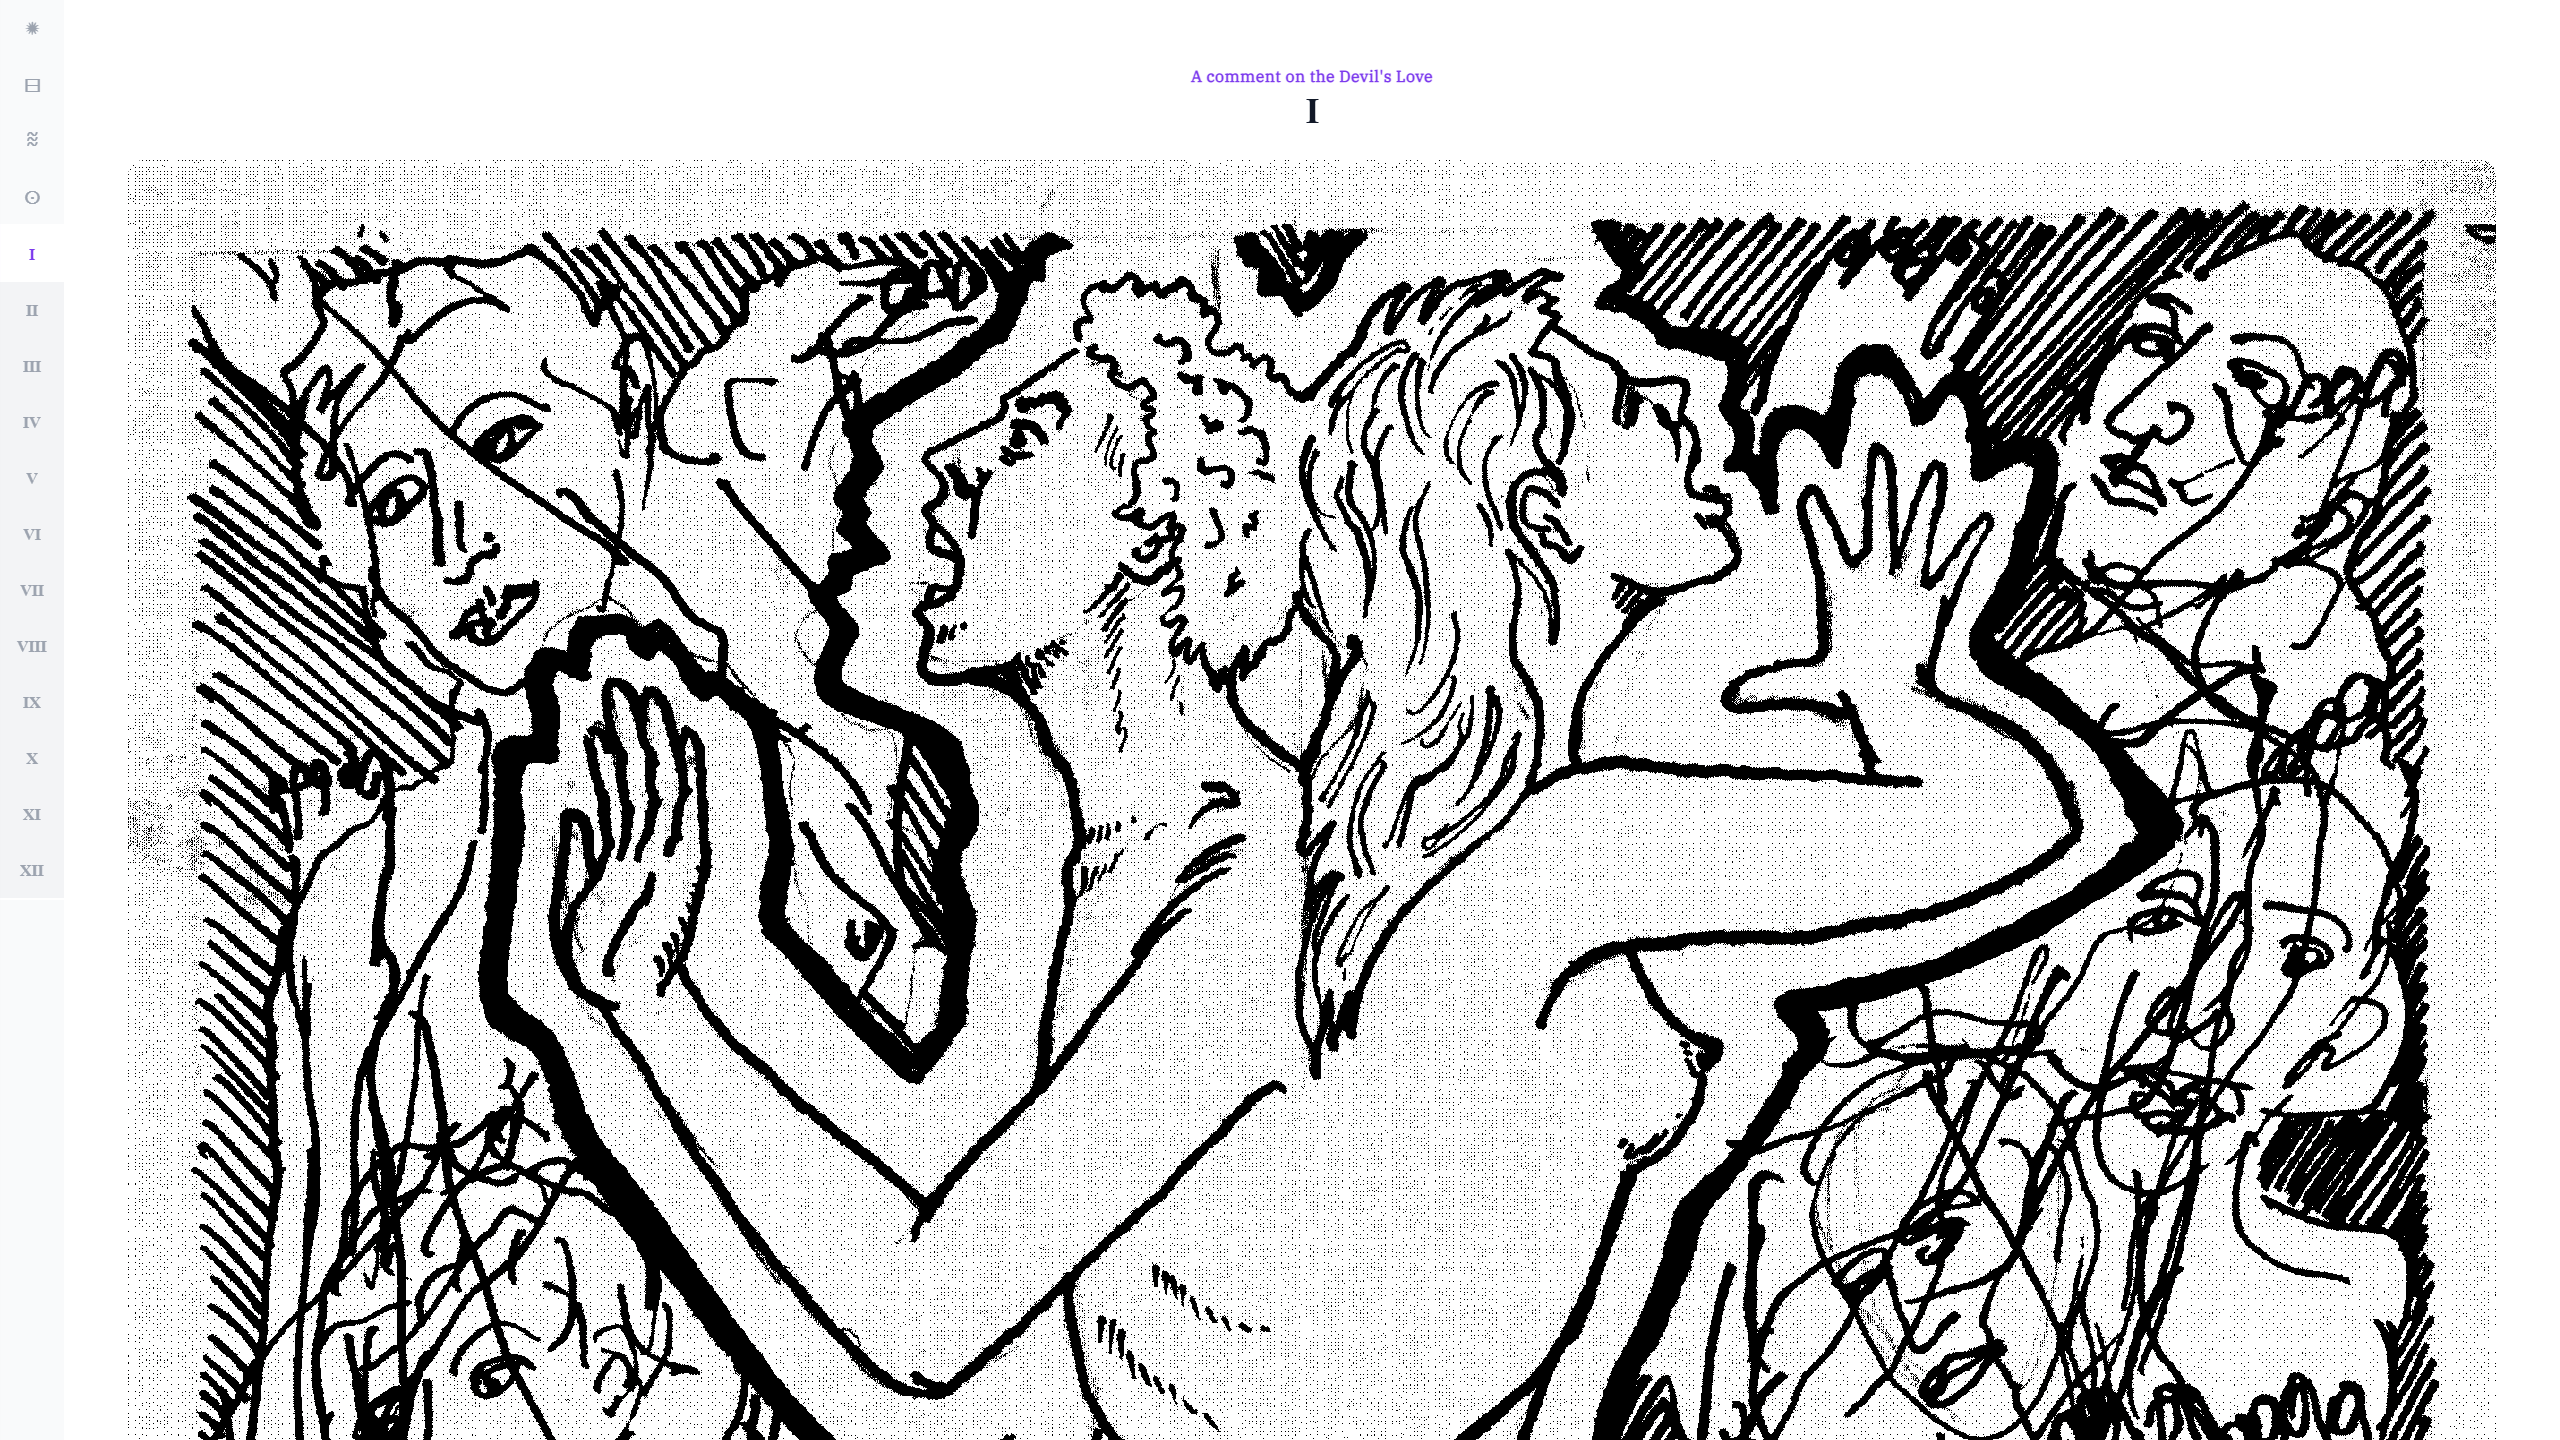 A comment on the Devil's Love
I
I
II
III
IV
V
VI
VII
VIII
IX
X
XI
XII